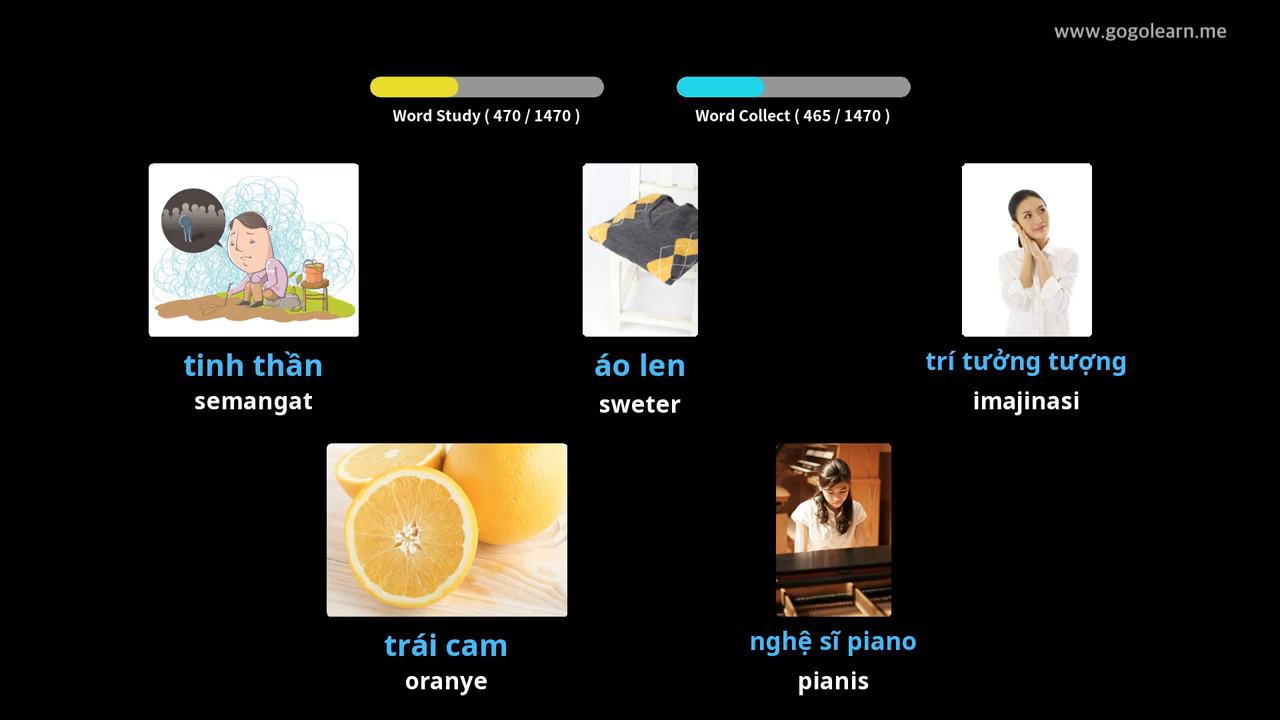 www.gogolearn.me
Word Study ( 470 / 1470 )
Word Collect ( 465 / 1470 )
tinh thần
semangat
áo len
sweter
trí tưởng tượng
imajinasi
trái cam
oranye
nghệ sĩ piano
pianis